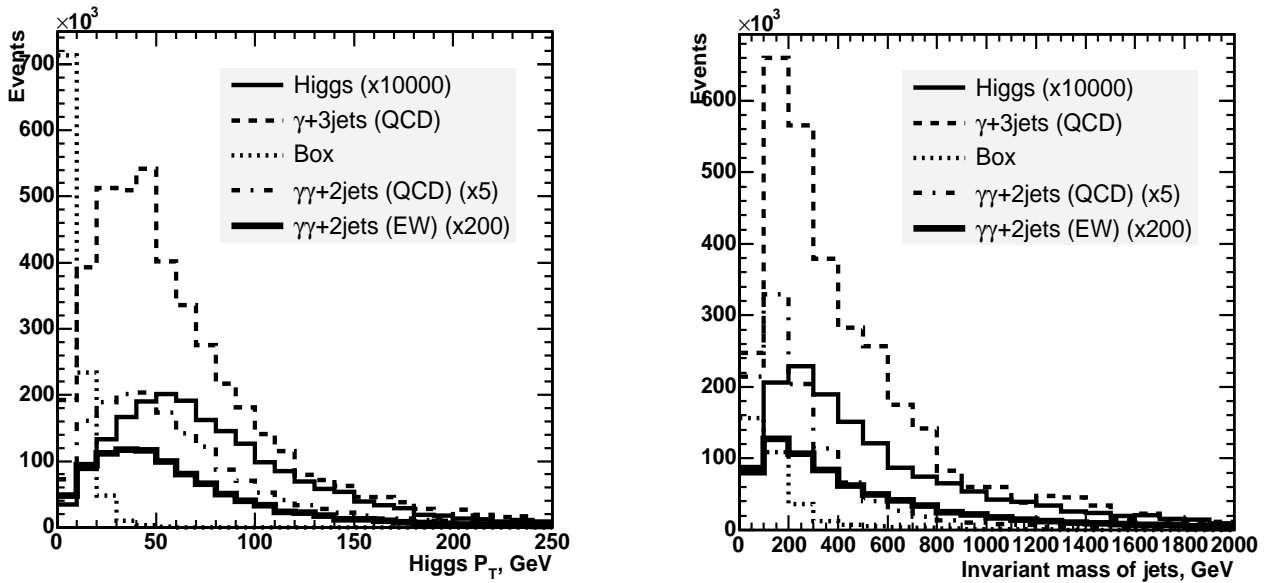 ×10³
Events
700
600
500
400
300
200
100
0
0 50 100 150 200 250
Higgs P_T, GeV
Higgs (x10000)
γ+3jets (QCD)
Box
γγ+2jets (QCD) (x5)
γγ+2jets (EW) (x200)
×10³
Events
600
500
400
300
200
100
0
0 200 400 600 800 1000 1200 1400 1600 1800 2000
Invariant mass of jets, GeV
Higgs (x10000)
γ+3jets (QCD)
Box
γγ+2jets (QCD) (x5)
γγ+2jets (EW) (x200)